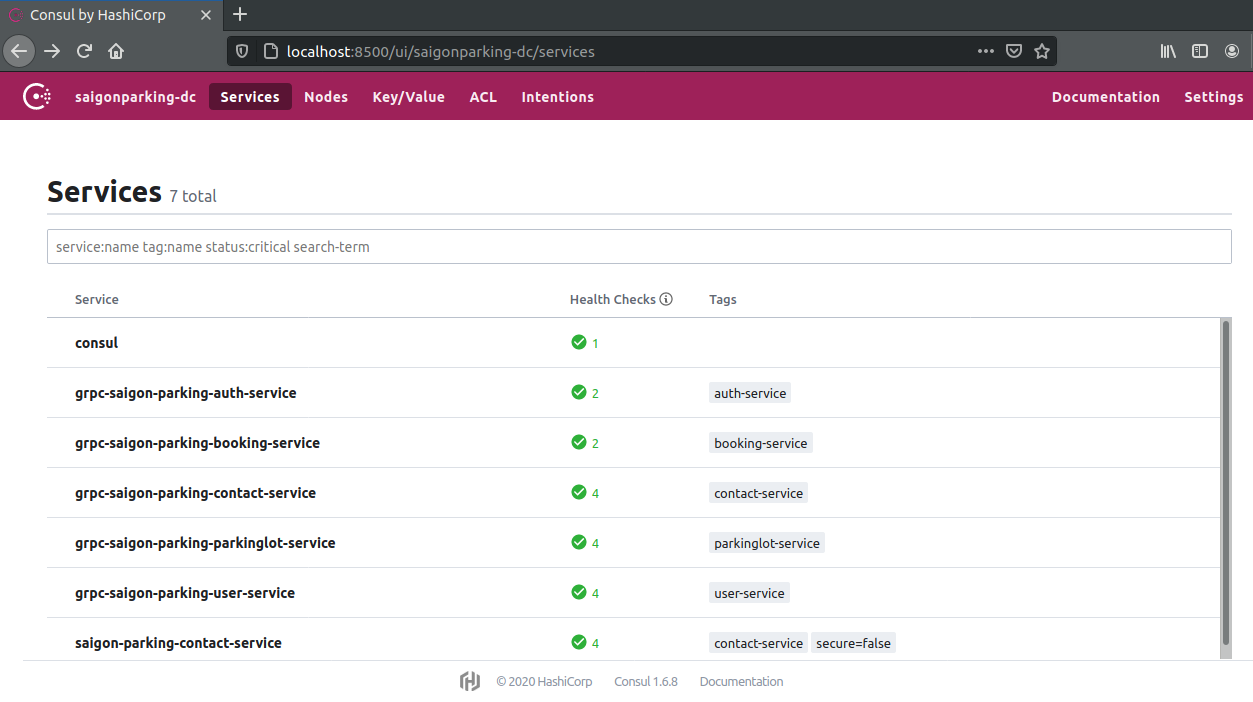 Consul by HashiCorp
localhost:8500/ui/saigonparking-dc/services
saigonparking-dc Services Nodes Key/Value ACL Intentions Documentation Settings
Services 7 total
service:name tag:name status:critical search-term
Service Health Checks Tags
consul 1
grpc-saigon-parking-auth-service 2 auth-service
grpc-saigon-parking-booking-service 2 booking-service
grpc-saigon-parking-contact-service 4 contact-service
grpc-saigon-parking-parkinglot-service 4 parkinglot-service
grpc-saigon-parking-user-service 4 user-service
saigon-parking-contact-service 4 contact-service secure=false
© 2020 HashiCorp Consul 1.6.8 Documentation